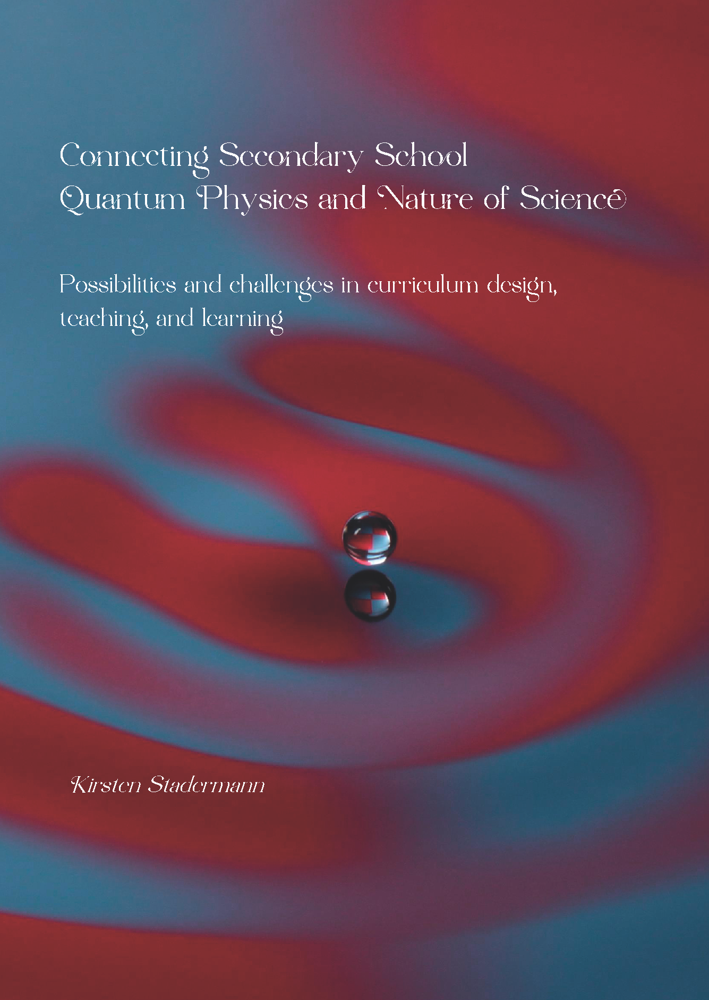 Connecting Secondary School
Quantum Physics and Nature of Science
Possibilities and challenges in curriculum design,
teaching, and learning
Kirsten Stadermann